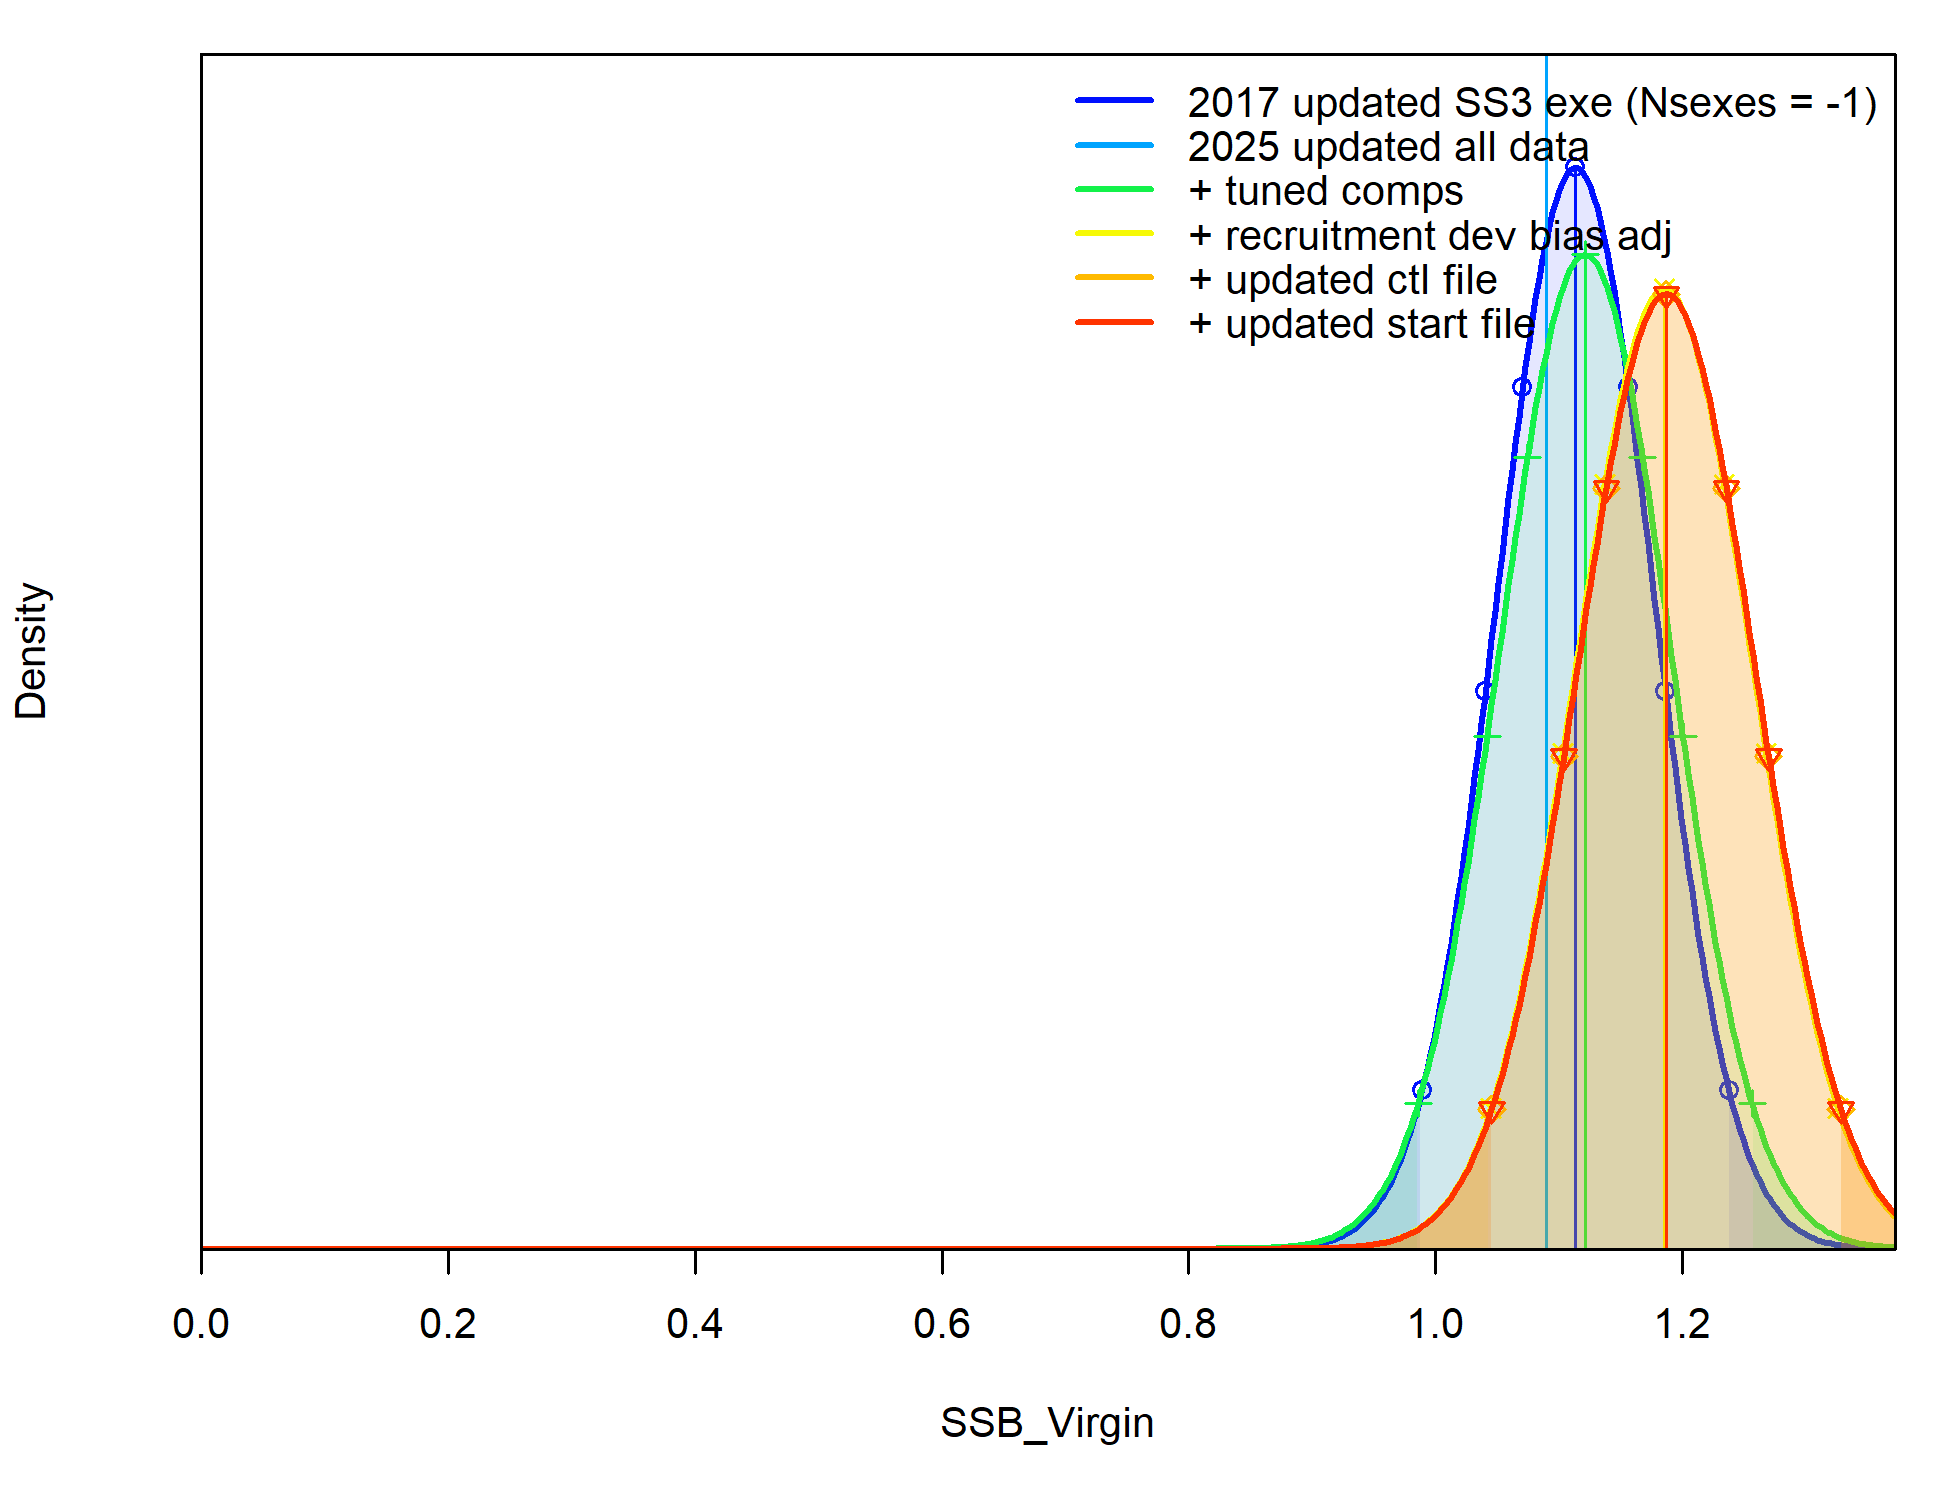 2017 updated SS3 exe (Nsexes = -1)
2025 updated all data
+ tuned comps
+ recruitment dev bias adj
+ updated ctl file
+ updated start file
Density
0.0 0.2 0.4 0.6 0.8 1.0 1.2
SSB_Virgin